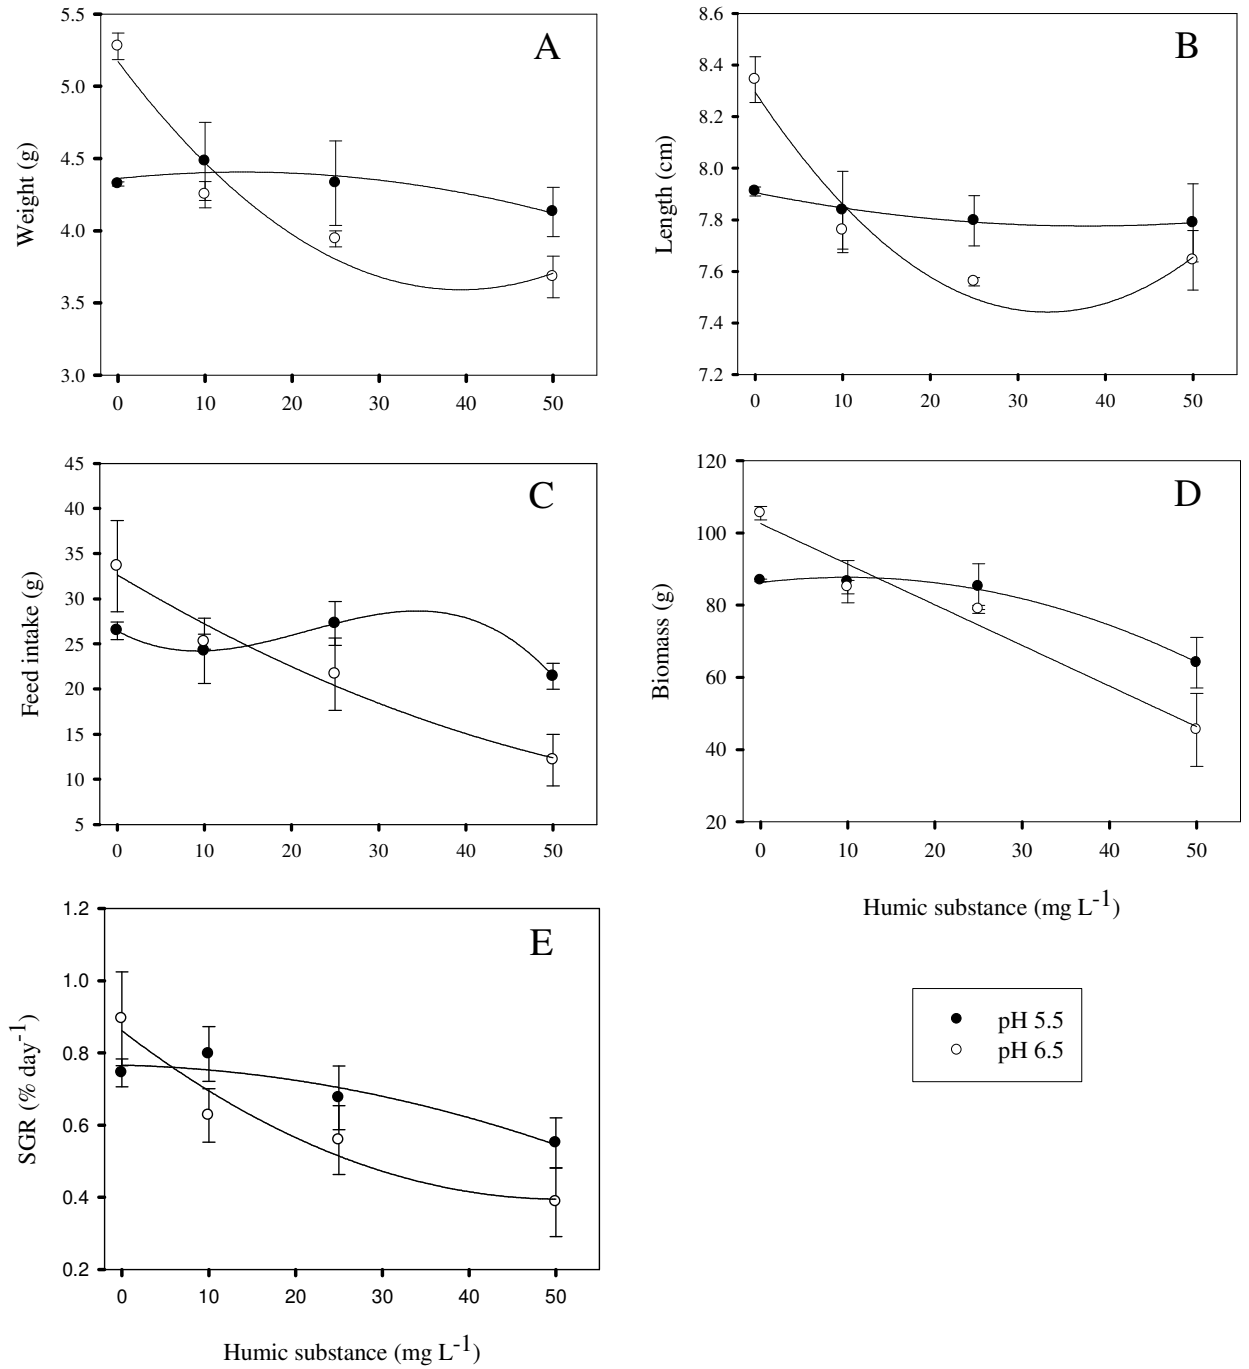 A
Weight (g)
5.5
5.0
4.5
4.0
3.5
3.0
0 10 20 30 40 50
B
Length (cm)
8.6
8.4
8.2
8.0
7.8
7.6
7.4
7.2
0 10 20 30 40 50
C
Feed intake (g)
45
40
35
30
25
20
15
10
5
0 10 20 30 40 50
D
Biomass (g)
120
100
80
60
40
20
0 10 20 30 40 50
Humic substance (mg L⁻¹)
E
SGR (% day⁻¹)
1.2
1.0
0.8
0.6
0.4
0.2
0 10 20 30 40 50
Humic substance (mg L⁻¹)
pH 5.5
pH 6.5